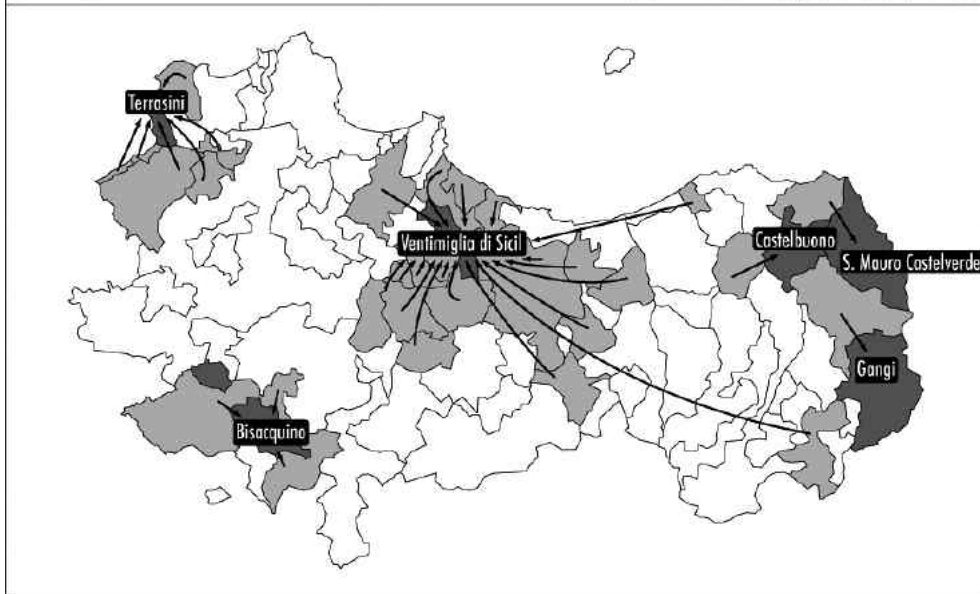 Terrasini
Ventimiglia di Sicil
Castelbuono
S. Mauro Castelverde
Gangi
Bisacquino